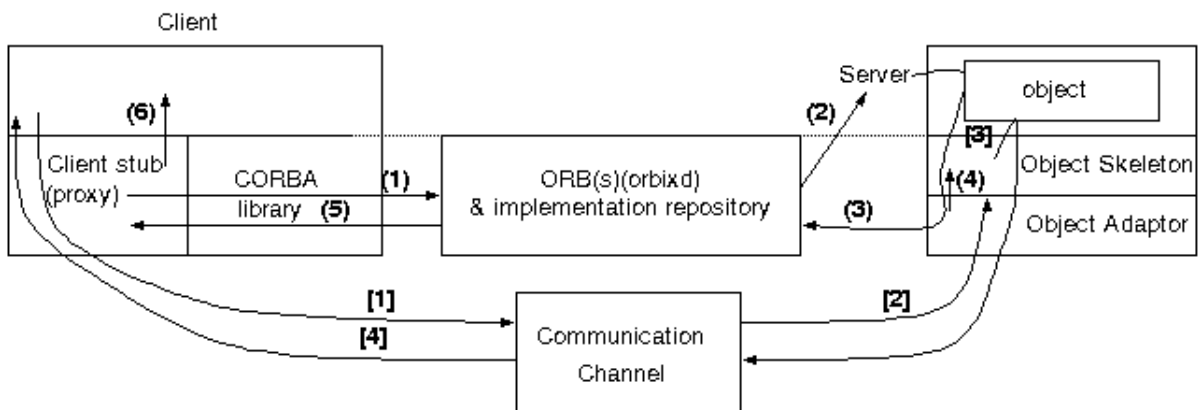 Client
Server
object
(6)
(2)
[3]
Client stub
(proxy)
CORBA
library
(1)
(5)
ORB(s)(orbixd)
& implementation repository
(3)
(4)
Object Skeleton
Object Adaptor
[1]
[2]
[4]
Communication
Channel